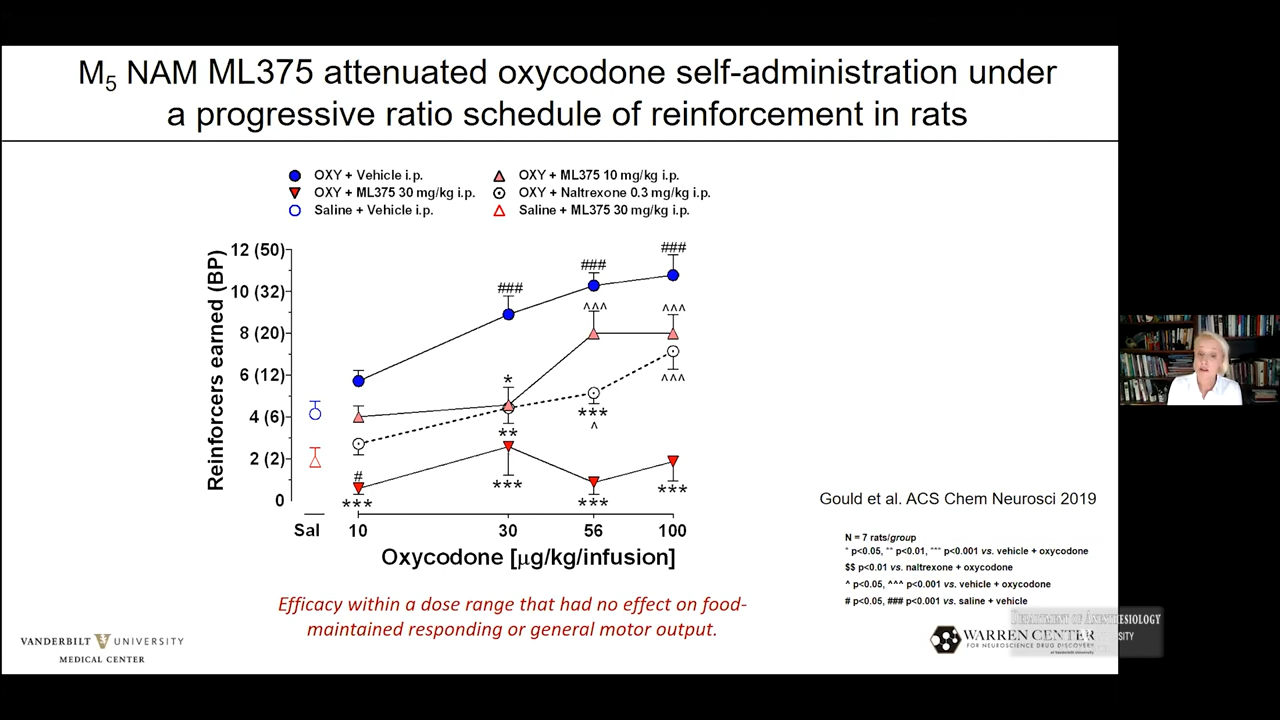 M5 NAM ML375 attenuated oxycodone self-administration under
a progressive ratio schedule of reinforcement in rats
OXY + Vehicle i.p.
OXY + ML375 10 mg/kg i.p.
OXY + ML375 30 mg/kg i.p.
OXY + Naltrexone 0.3 mg/kg i.p.
Saline + Vehicle i.p.
Saline + ML375 30 mg/kg i.p.
Reinforcers earned (BP)
12 (50)
10 (32)
8 (20)
6 (12)
4 (6)
2 (2)
0
###
###
###
^^^
^^^
*
^^^
***
^
**
#
***
***
***
***
Sal
10
30
56
100
Oxycodone [µg/kg/infusion]
Gould et al. ACS Chem Neurosci 2019
N = 7 rats/group
* p<0.05, ** p<0.01, *** p<0.001 vs. vehicle + oxycodone
$$ p<0.01 vs. naltrexone + oxycodone
^ p<0.05, ^^^ p<0.001 vs. vehicle + oxycodone
# p<0.05, ### p<0.001 vs. saline + vehicle
Efficacy within a dose range that had no effect on food-
maintained responding or general motor output.
VANDERBILT V UNIVERSITY
MEDICAL CENTER
WARREN CENTER
FOR NEUROSCIENCE DRUG DISCOVERY
at Vanderbilt University
DEPARTMENT OF ANESTHESIOLOGY